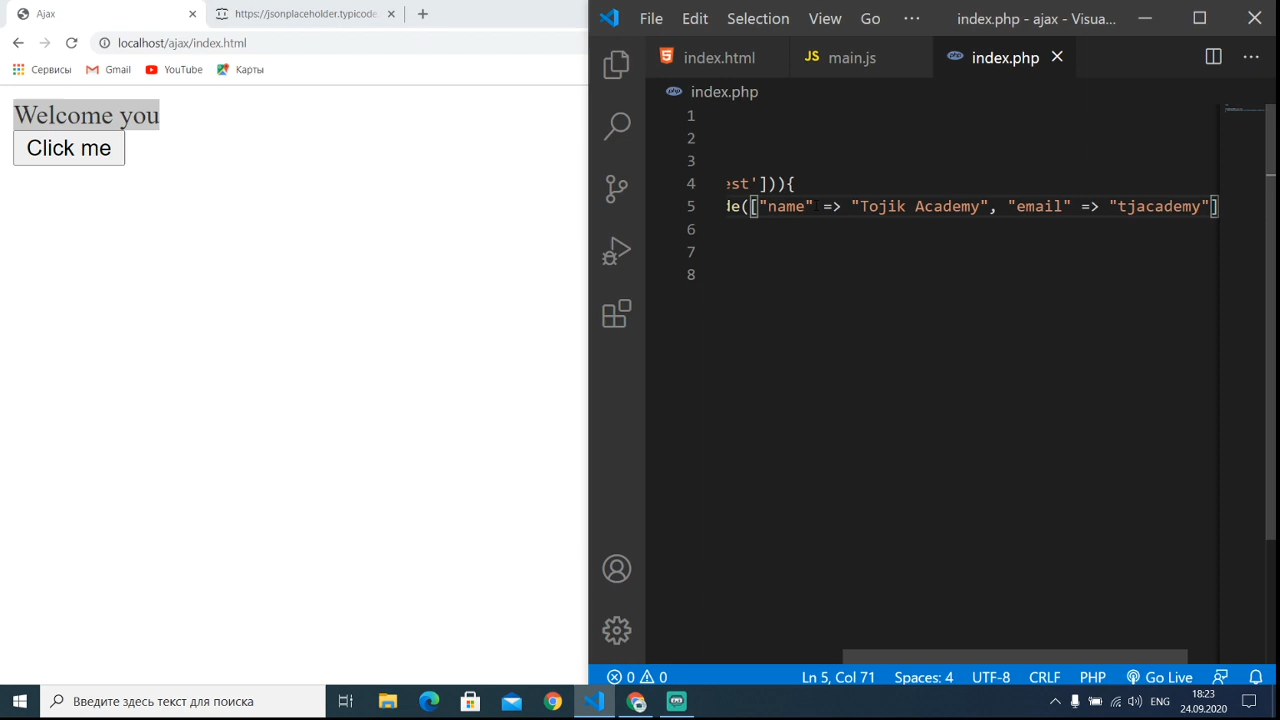 Ajax
https://jsonplaceholder.typicode.
localhost/ajax/index.html
Сервисы Gmail YouTube Карты
Welcome you
Click me
File Edit Selection View Go ··· index.php - ajax - Visua...
index.html JS main.js index.php
index.php
1
2
3
4 est'])){
5 de(["name" => "Tojik Academy", "email" => "tjacademy"]
6
7
8
0 0 Ln 5, Col 71 Spaces: 4 UTF-8 CRLF PHP Go Live
Введите здесь текст для поиска
ENG 18:23
24.09.2020